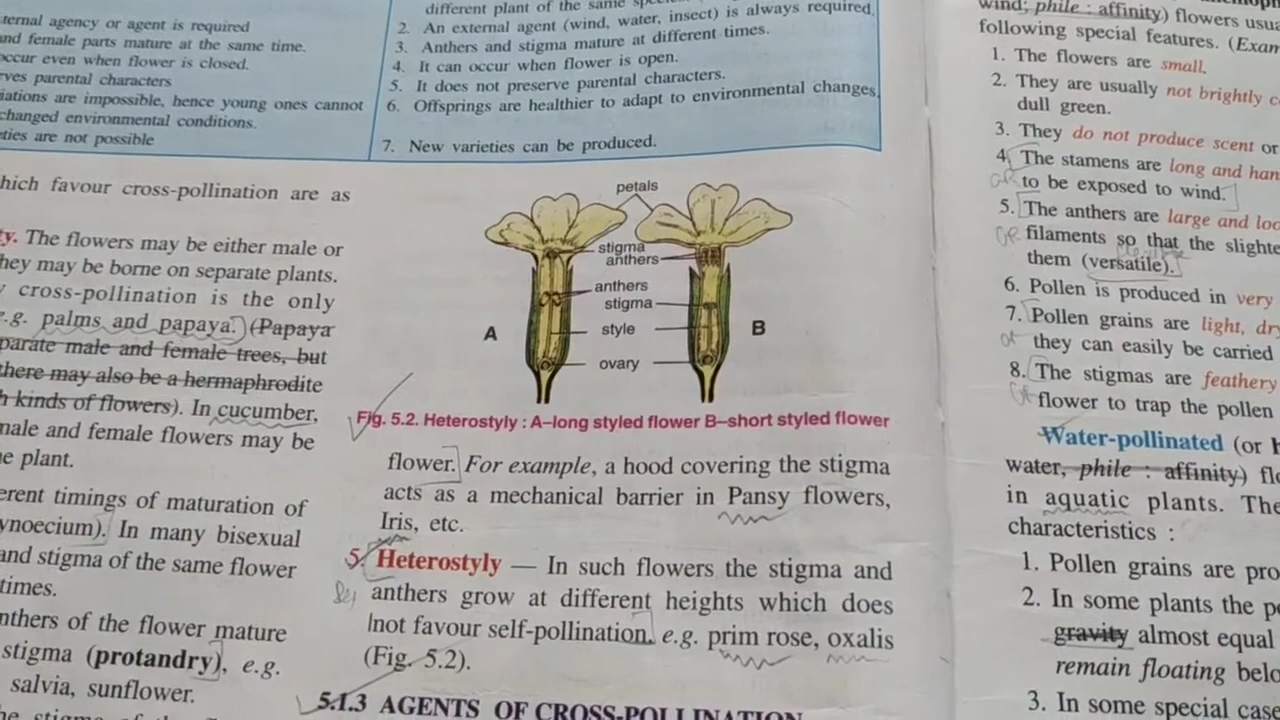 ternal agency or agent is required
and female parts mature at the same time.
occur even when flower is closed.
rves parental characters
iations are impossible, hence young ones cannot
changed environmental conditions.
eties are not possible
different plant of the same
2. An external agent (wind, water, insect) is always required.
3. Anthers and stigma mature at different times.
4. It can occur when flower is open.
5. It does not preserve parental characters.
6. Offsprings are healthier to adapt to environmental changes.
7. New varieties can be produced.
hich favour cross-pollination are as
ty. The flowers may be either male or
hey may be borne on separate plants.
y cross-pollination is the only
e.g. palms and papaya. (Papaya
parate male and female trees, but
there may also be a hermaphrodite
h kinds of flowers). In cucumber,
male and female flowers may be
e plant.
erent timings of maturation of
ynoecium). In many bisexual
and stigma of the same flower
times.
nthers of the flower mature
stigma (protandry), e.g.
salvia, sunflower.
petals
stigma
anthers
anthers
stigma
style
ovary
A
B
Fig. 5.2. Heterostyly : A–long styled flower B–short styled flower
flower. For example, a hood covering the stigma
acts as a mechanical barrier in Pansy flowers,
Iris, etc.
5. Heterostyly — In such flowers the stigma and
anthers grow at different heights which does
not favour self-pollination. e.g. prim rose, oxalis
(Fig. 5.2).
5.1.3 AGENTS OF CROSS-POLLINATION
wind; phile : affinity) flowers usua
following special features. (Exam
1. The flowers are small.
2. They are usually not brightly c
dull green.
3. They do not produce scent or
4. The stamens are long and han
to be exposed to wind.
5. The anthers are large and loo
filaments so that the slighte
them (versatile).
6. Pollen is produced in very
7. Pollen grains are light, dry
they can easily be carried
8. The stigmas are feathery
flower to trap the pollen
Water-pollinated (or h
water, phile : affinity) flo
in aquatic plants. The
characteristics :
1. Pollen grains are pro
2. In some plants the po
gravity almost equal
remain floating belo
3. In some special case